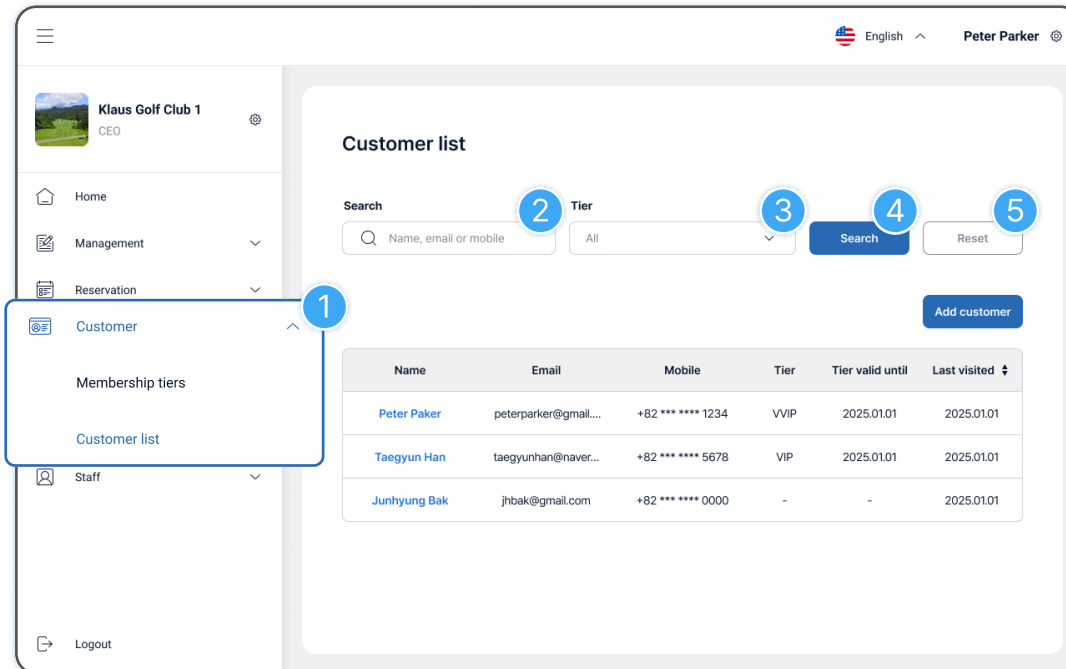 English
Peter Parker
Klaus Golf Club 1
CEO
Home
Management
Reservation
1
Customer
Membership tiers
Customer list
Staff
Logout
Customer list
Search
2
Tier
3
4
5
Name, email or mobile
All
Search
Reset
Add customer
Name Email Mobile Tier Tier valid until Last visited
Peter Paker peterparker@gmail.... +82 *** **** 1234 VVIP 2025.01.01 2025.01.01
Taegyun Han taegyunhan@naver... +82 *** **** 5678 VIP 2025.01.01 2025.01.01
Junhyung Bak jhbak@gmail.com +82 *** **** 0000 - - 2025.01.01